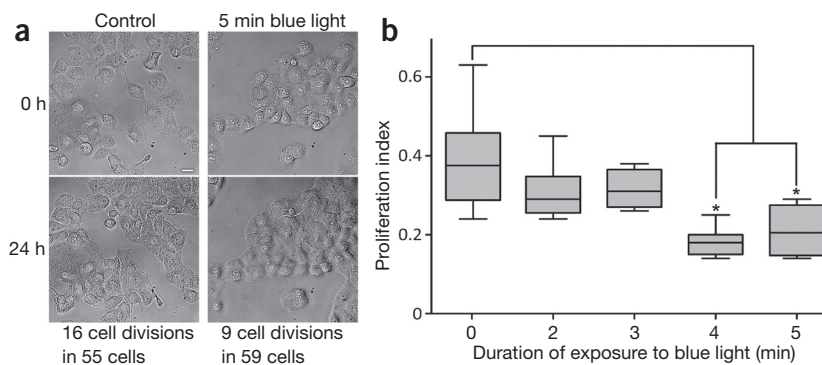 a
Control
5 min blue light
0 h
24 h
16 cell divisions
in 55 cells
9 cell divisions
in 59 cells
b
Proliferation index
0.6
0.4
0.2
0
*
*
0 2 3 4 5
Duration of exposure to blue light (min)